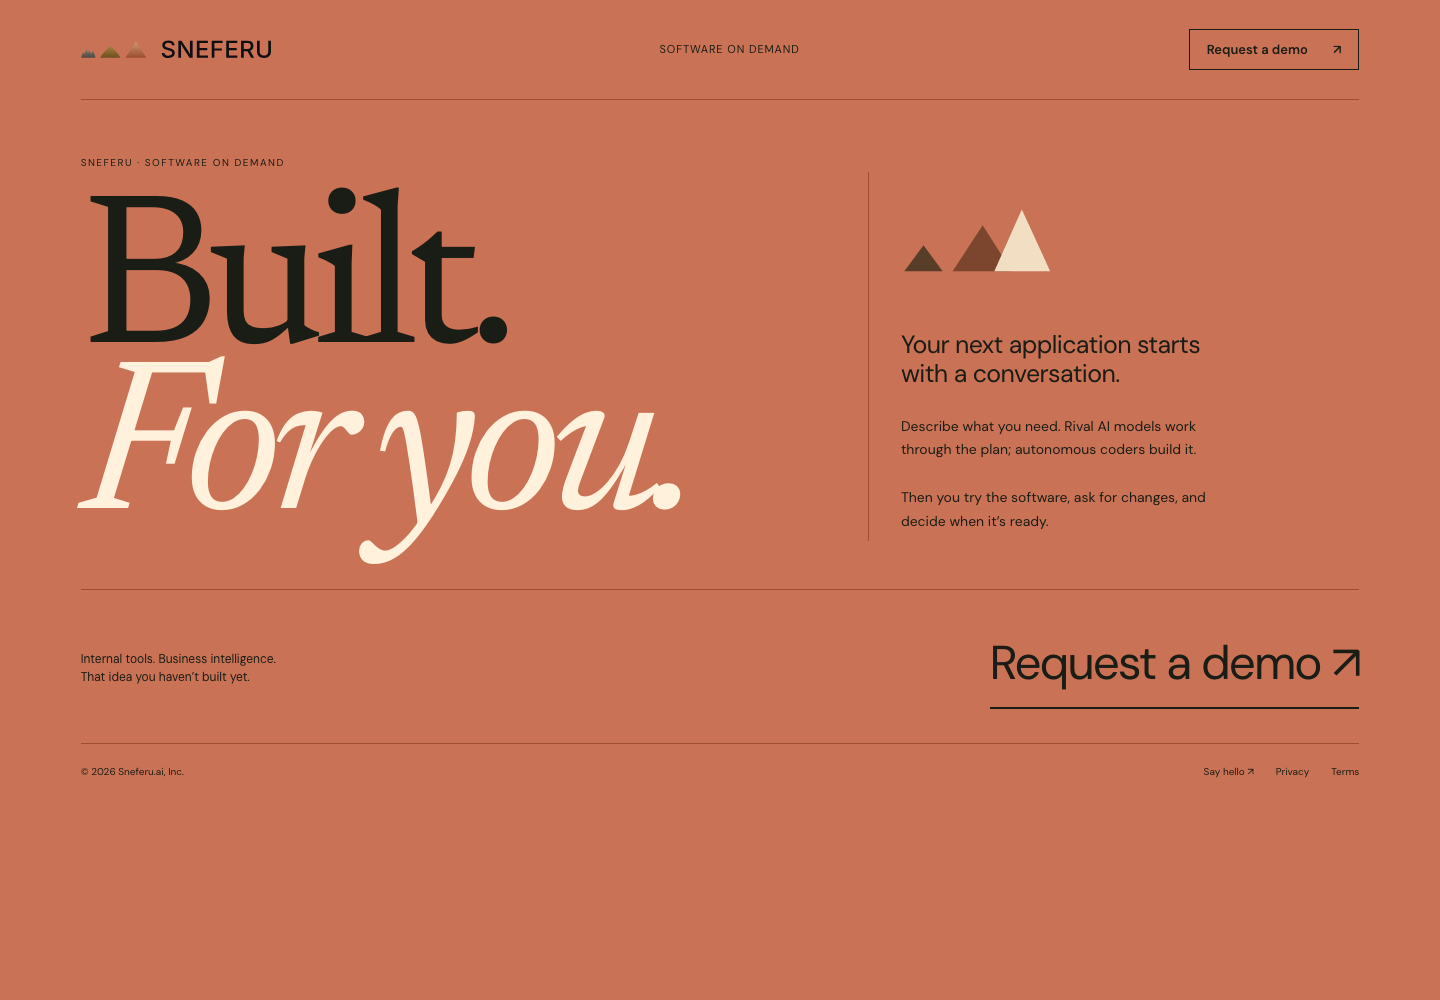 SNEFERU
SOFTWARE ON DEMAND
Request a demo ↗
SNEFERU · SOFTWARE ON DEMAND
Built.
For you.
Your next application starts
with a conversation.
Describe what you need. Rival AI models work
through the plan; autonomous coders build it.
Then you try the software, ask for changes, and
decide when it’s ready.
Internal tools. Business intelligence.
That idea you haven’t built yet.
Request a demo ↗
© 2026 Sneferu.ai, Inc.
Say hello ↗ Privacy Terms